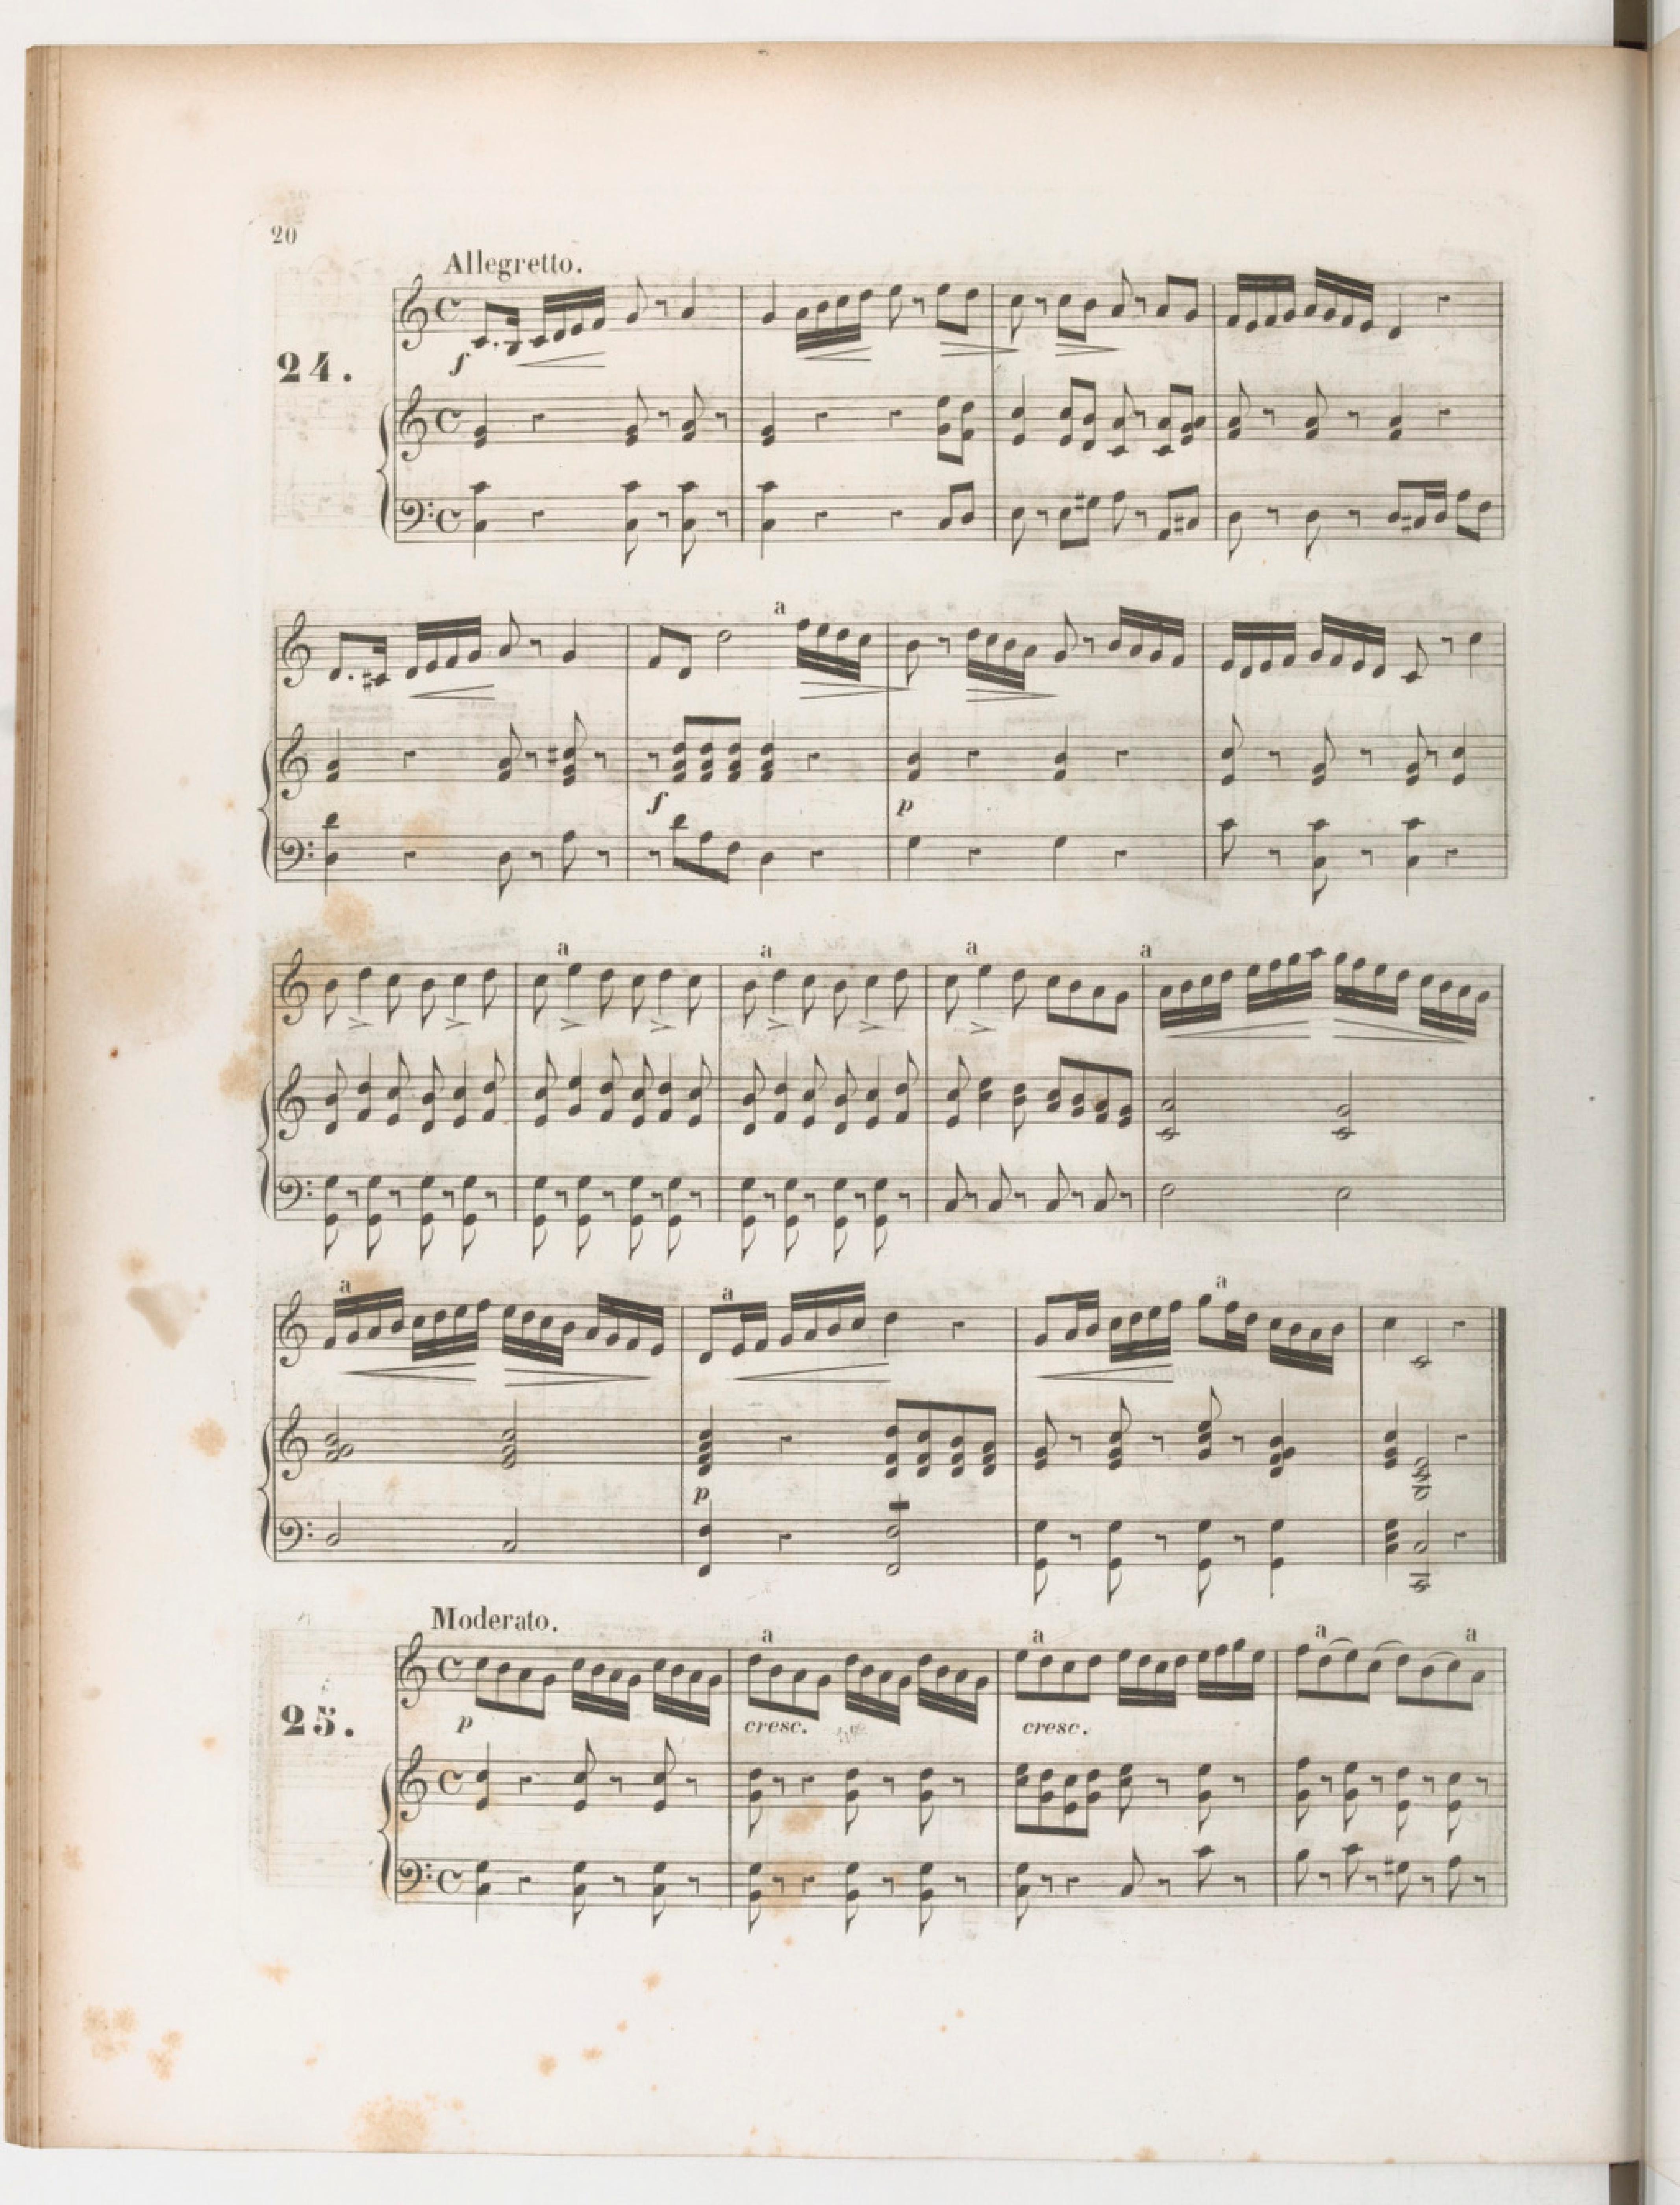 20
Allegretto.
24.
f
a
f
p
a a a a
a a a
p
Moderato.
25.
a a a a
p cresc. cresc.